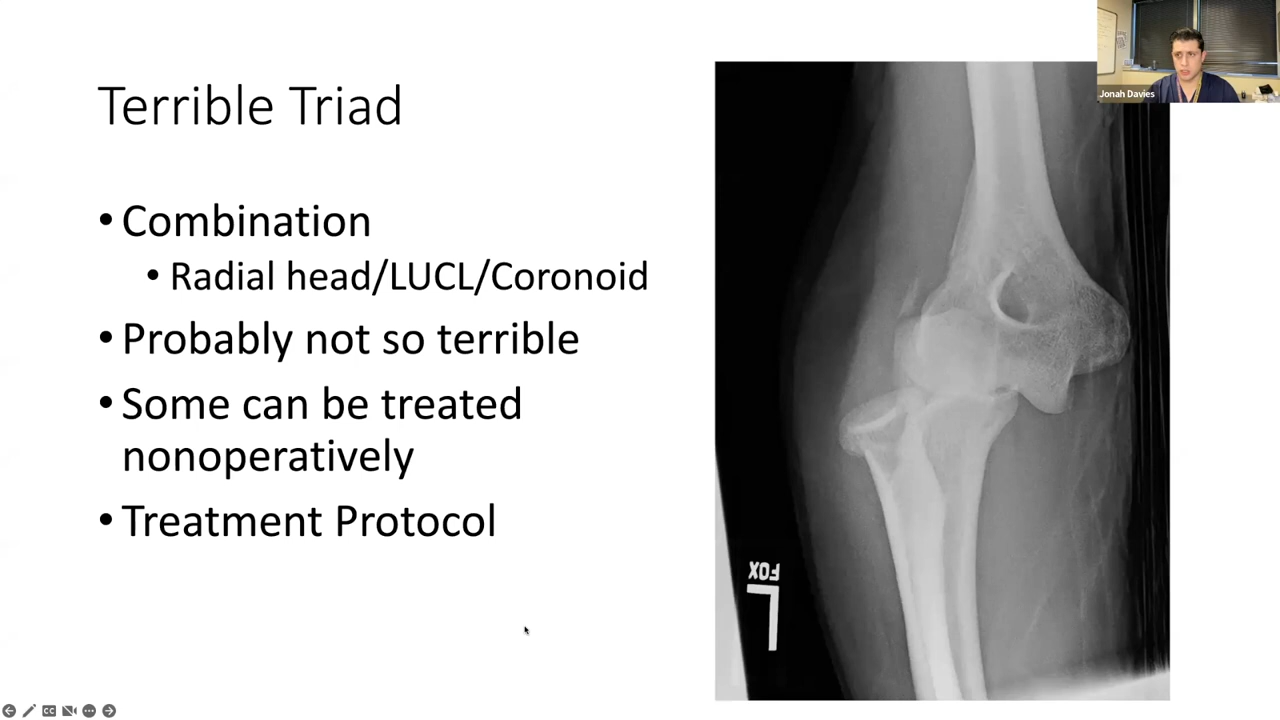 Terrible Triad
• Combination
• Radial head/LUCL/Coronoid
• Probably not so terrible
• Some can be treated
nonoperatively
• Treatment Protocol
Jonah Davies
FOX
L
CC